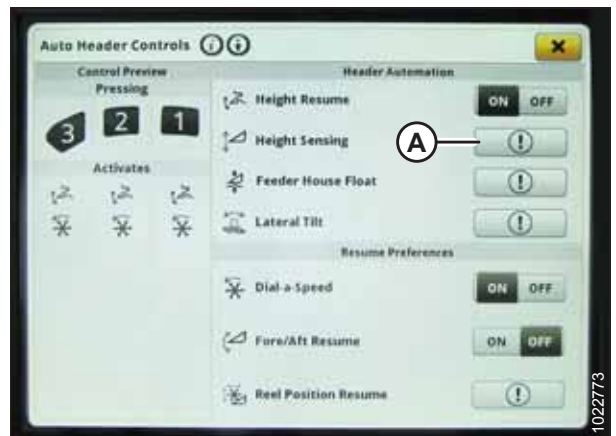 Auto Header Controls
Control Preview
Pressing
3 2 1
Activates
Header Automation
Height Resume ON OFF
Height Sensing A !
Feeder House Float !
Lateral Tilt !
Resume Preferences
Dial-a-Speed ON OFF
Fore/Aft Resume ON OFF
Reel Position Resume !
1022773